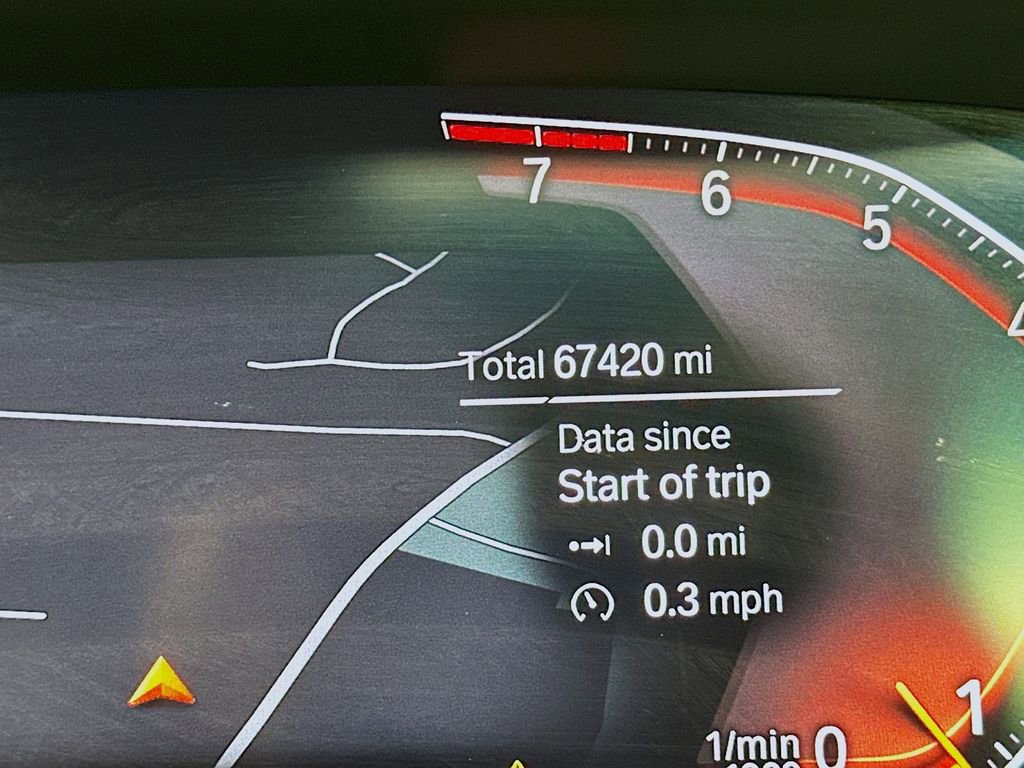 7
6
5
Total 67420 mi
Data since
Start of trip
0.0 mi
0.3 mph
1
1/min 0